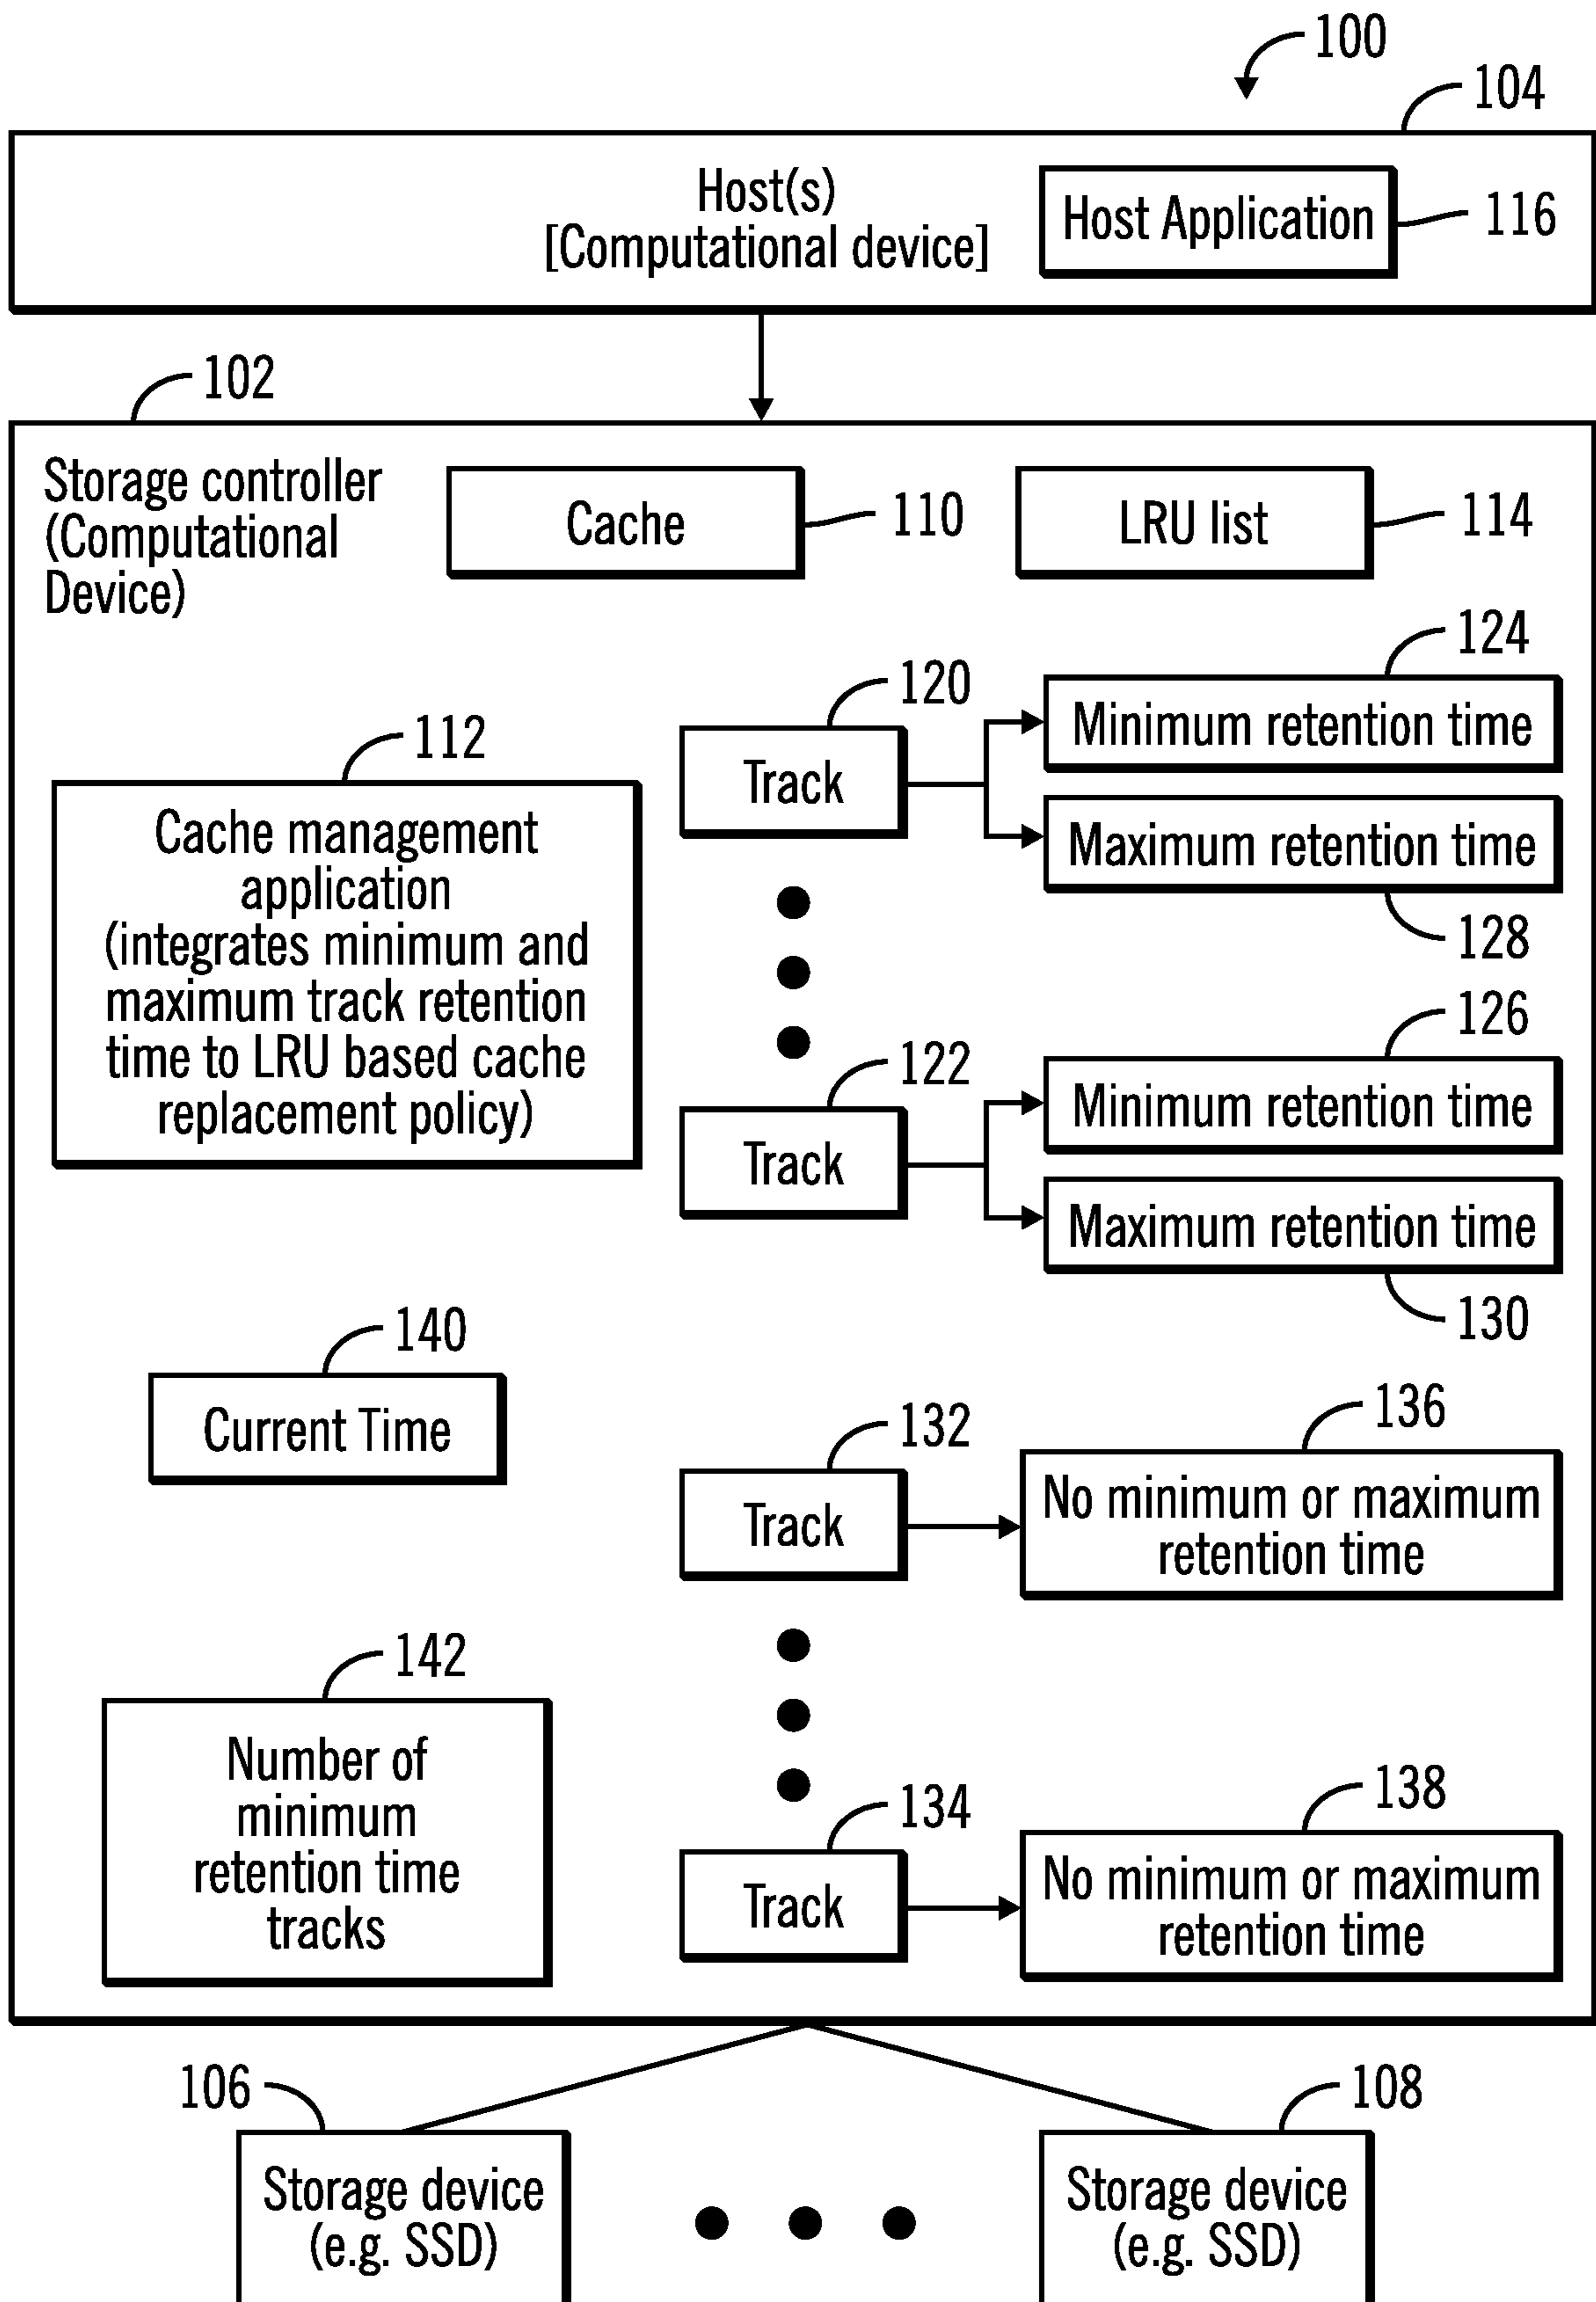 100
104
Host(s)
[Computational device]
Host Application
116
102
Storage controller
(Computational
Device)
Cache
110
LRU list
114
124
120
Minimum retention time
Track
Maximum retention time
128
112
Cache management
application
(integrates minimum and
maximum track retention
time to LRU based cache
replacement policy)
126
122
Minimum retention time
Track
Maximum retention time
130
140
Current Time
132
136
Track
No minimum or maximum
retention time
142
Number of
minimum
retention time
tracks
134
138
Track
No minimum or maximum
retention time
106
Storage device
(e.g. SSD)
108
Storage device
(e.g. SSD)